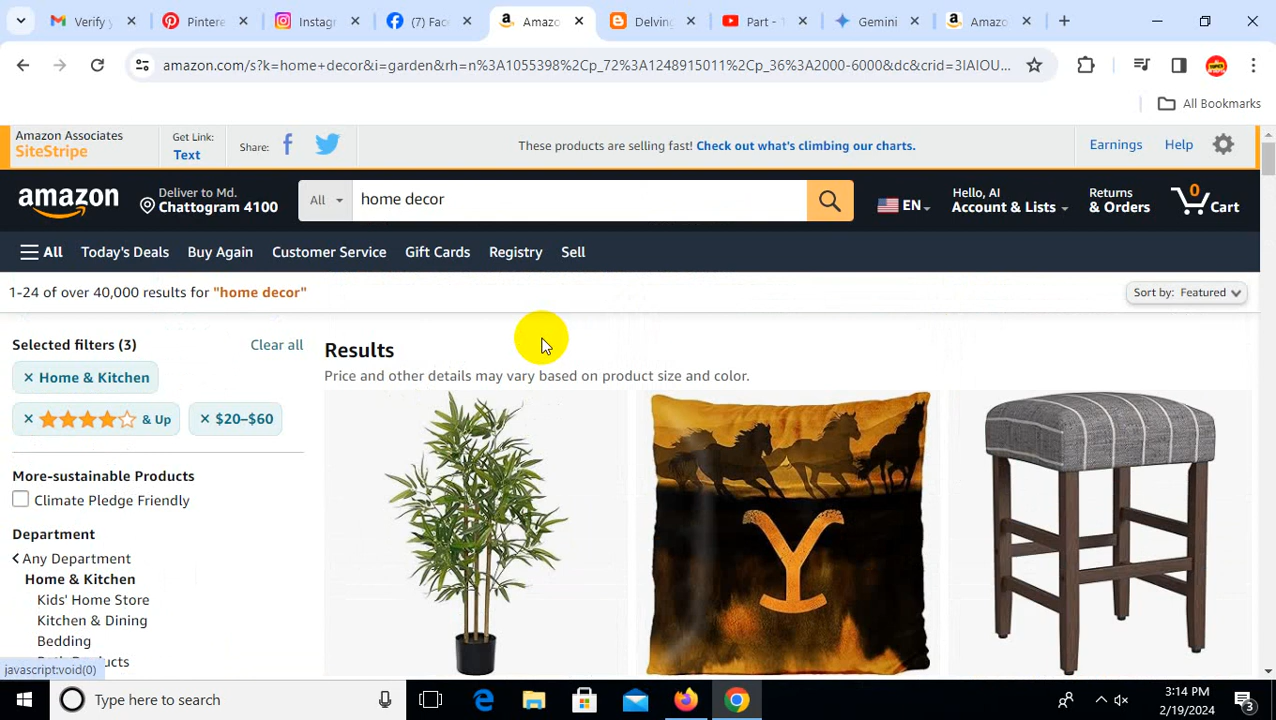 Verify y
Pintere
Instag
(7) Fac
Amazo
Delvin
Part - T
Gemini
Amazo
amazon.com/s?k=home+decor&i=garden&rh=n%3A1055398%2Cp_72%3A1248915011%2Cp_36%3A2000-6000&dc&crid=3IAIOU...
All Bookmarks
Amazon Associates
SiteStripe
Get Link:
Text
Share:
These products are selling fast! Check out what's climbing our charts.
Earnings
Help
amazon
Deliver to Md.
Chattogram 4100
All
home decor
EN
Hello, AI
Account & Lists
Returns
& Orders
0
Cart
All
Today's Deals
Buy Again
Customer Service
Gift Cards
Registry
Sell
1-24 of over 40,000 results for "home decor"
Sort by: Featured
Selected filters (3)
Clear all
× Home & Kitchen
× & Up
× $20–$60
Results
Price and other details may vary based on product size and color.
More-sustainable Products
Climate Pledge Friendly
Department
Any Department
Home & Kitchen
Kids' Home Store
Kitchen & Dining
Bedding
Y
javascript:void(0)
Type here to search
3:14 PM
2/19/2024
3